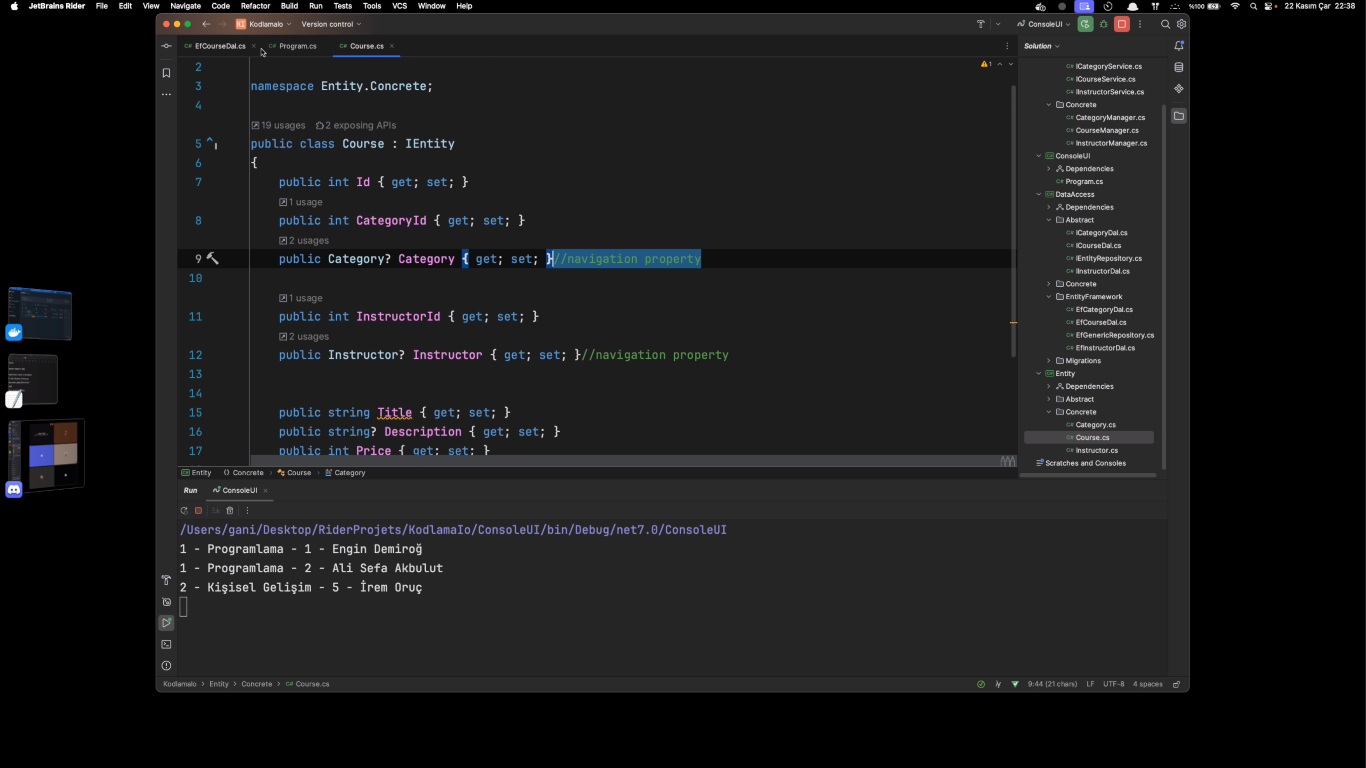 JetBrains Rider File Edit View Navigate Code Refactor Build Run Tests Tools VCS Window Help %100 22 Kasım Çar 22:38
KI KodlamaIo Version control ConsoleUI
EfCourseDal.cs Program.cs Course.cs Solution
1
2
3 namespace Entity.Concrete;
4
19 usages 2 exposing APIs
5 public class Course : IEntity
6 {
7 public int Id { get; set; }
1 usage
8 public int CategoryId { get; set; }
2 usages
9 public Category? Category { get; set; }//navigation property
10
1 usage
11 public int InstructorId { get; set; }
2 usages
12 public Instructor? Instructor { get; set; }//navigation property
13
14
15 public string Title { get; set; }
16 public string? Description { get; set; }
17 public int Price { get; set; }
C# ICategoryService.cs
C# ICourseService.cs
C# IInstructorService.cs
Concrete
C# CategoryManager.cs
C# CourseManager.cs
C# InstructorManager.cs
ConsoleUI
Dependencies
C# Program.cs
DataAccess
Dependencies
Abstract
C# ICategoryDal.cs
C# ICourseDal.cs
C# IEntityRepository.cs
C# IInstructorDal.cs
Concrete
EntityFramework
C# EfCategoryDal.cs
C# EfCourseDal.cs
C# EfGenericRepository.cs
C# EfInstructorDal.cs
Migrations
Entity
Dependencies
Abstract
Concrete
C# Category.cs
C# Course.cs
C# Instructor.cs
Scratches and Consoles
Entity Concrete Course Category
Run ConsoleUI
/Users/gani/Desktop/RiderProjets/KodlamaIo/ConsoleUI/bin/Debug/net7.0/ConsoleUI
1 - Programlama - 1 - Engin Demiroğ
1 - Programlama - 2 - Ali Sefa Akbulut
2 - Kişisel Gelişim - 5 - İrem Oruç
KodlamaIo Entity Concrete C# Course.cs 9:44 (21 chars) LF UTF-8 4 spaces